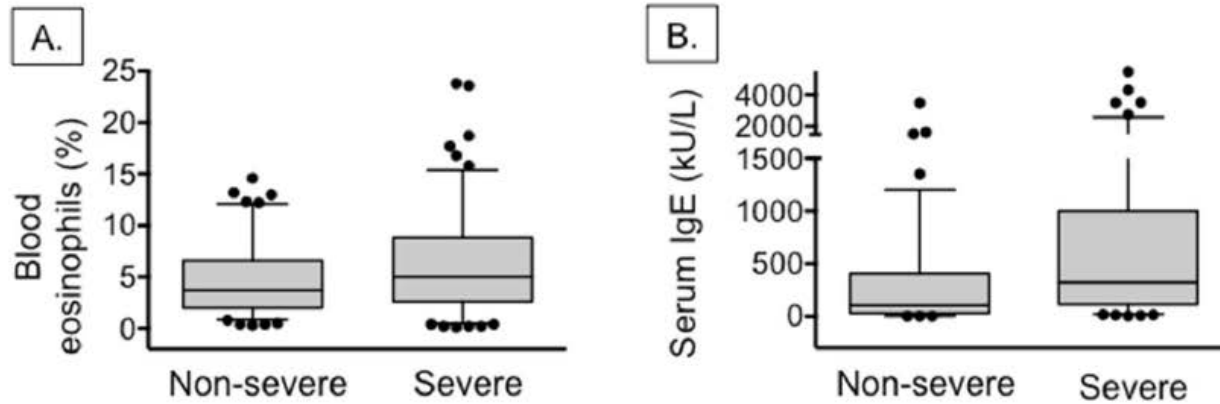 A.
Blood
eosinophils (%)
25
20
15
10
5
0
Non-severe
Severe
B.
Serum IgE (kU/L)
4000
2000
1500
1000
500
0
Non-severe
Severe